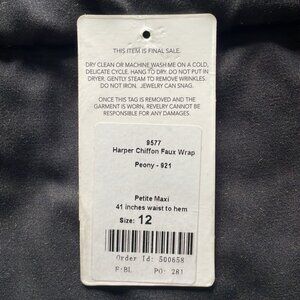 THIS ITEM IS FINAL SALE.
DRY CLEAN OR MACHINE WASH ME ON A COLD,
DELICATE CYCLE. HANG TO DRY. DO NOT PUT IN
DRYER. GENTLY STEAM TO REMOVE WRINKLES.
DO NOT IRON. JEWELRY CAN SNAG.
ONCE THIS TAG IS REMOVED AND THE
GARMENT IS WORN, REVELRY CANNOT BE
RESPONSIBLE FOR ANY DAMAGES.
9577
Harper Chiffon Faux Wrap
Peony - 921
Petite Maxi
41 inches waist to hem
Size: 12
Order Id: 500658
F/BL PO: 281